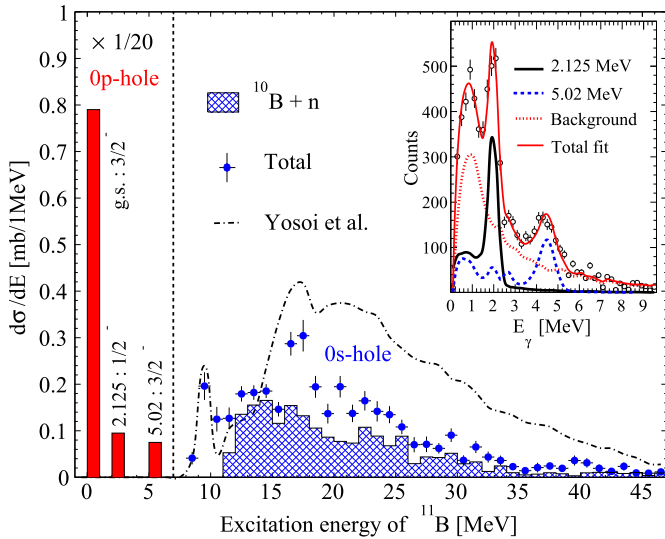 1
0.9
0.8
0.7
0.6
0.5
0.4
0.3
0.2
0.1
0
dσ/dE [mb/1MeV]
× 1/20
0p-hole
g.s. : 3/2⁻
2.125 : 1/2⁻
5.02 : 3/2⁻
¹⁰B + n
Total
Yosoi et al.
0s-hole
500
400
300
200
100
Counts
2.125 MeV
5.02 MeV
Background
Total fit
0 1 2 3 4 5 6 7 8 9
E_γ [MeV]
0 5 10 15 20 25 30 35 40 45
Excitation energy of ¹¹B [MeV]